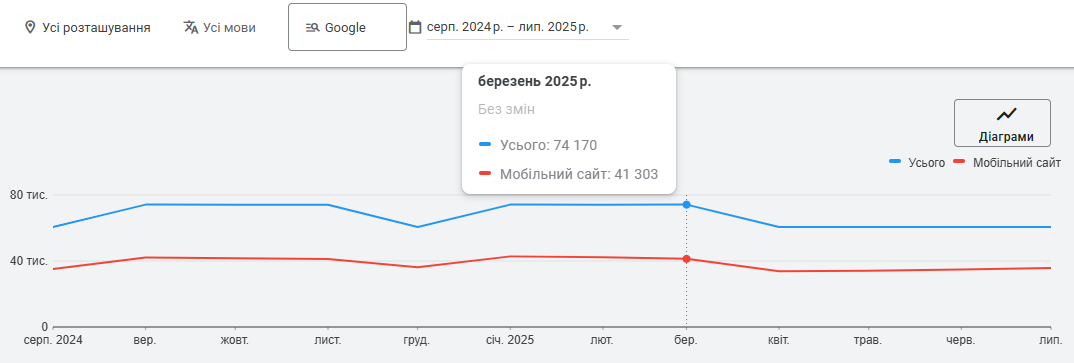 Усі розташування
Усі мови
Google
серп. 2024 р. – лип. 2025 р.
березень 2025 р.
Без змін
Усього: 74 170
Мобільний сайт: 41 303
Діаграми
Усього
Мобільний сайт
80 тис.
40 тис.
0
серп. 2024
вер.
жовт.
лист.
груд.
січ. 2025
лют.
бер.
квіт.
трав.
черв.
лип.